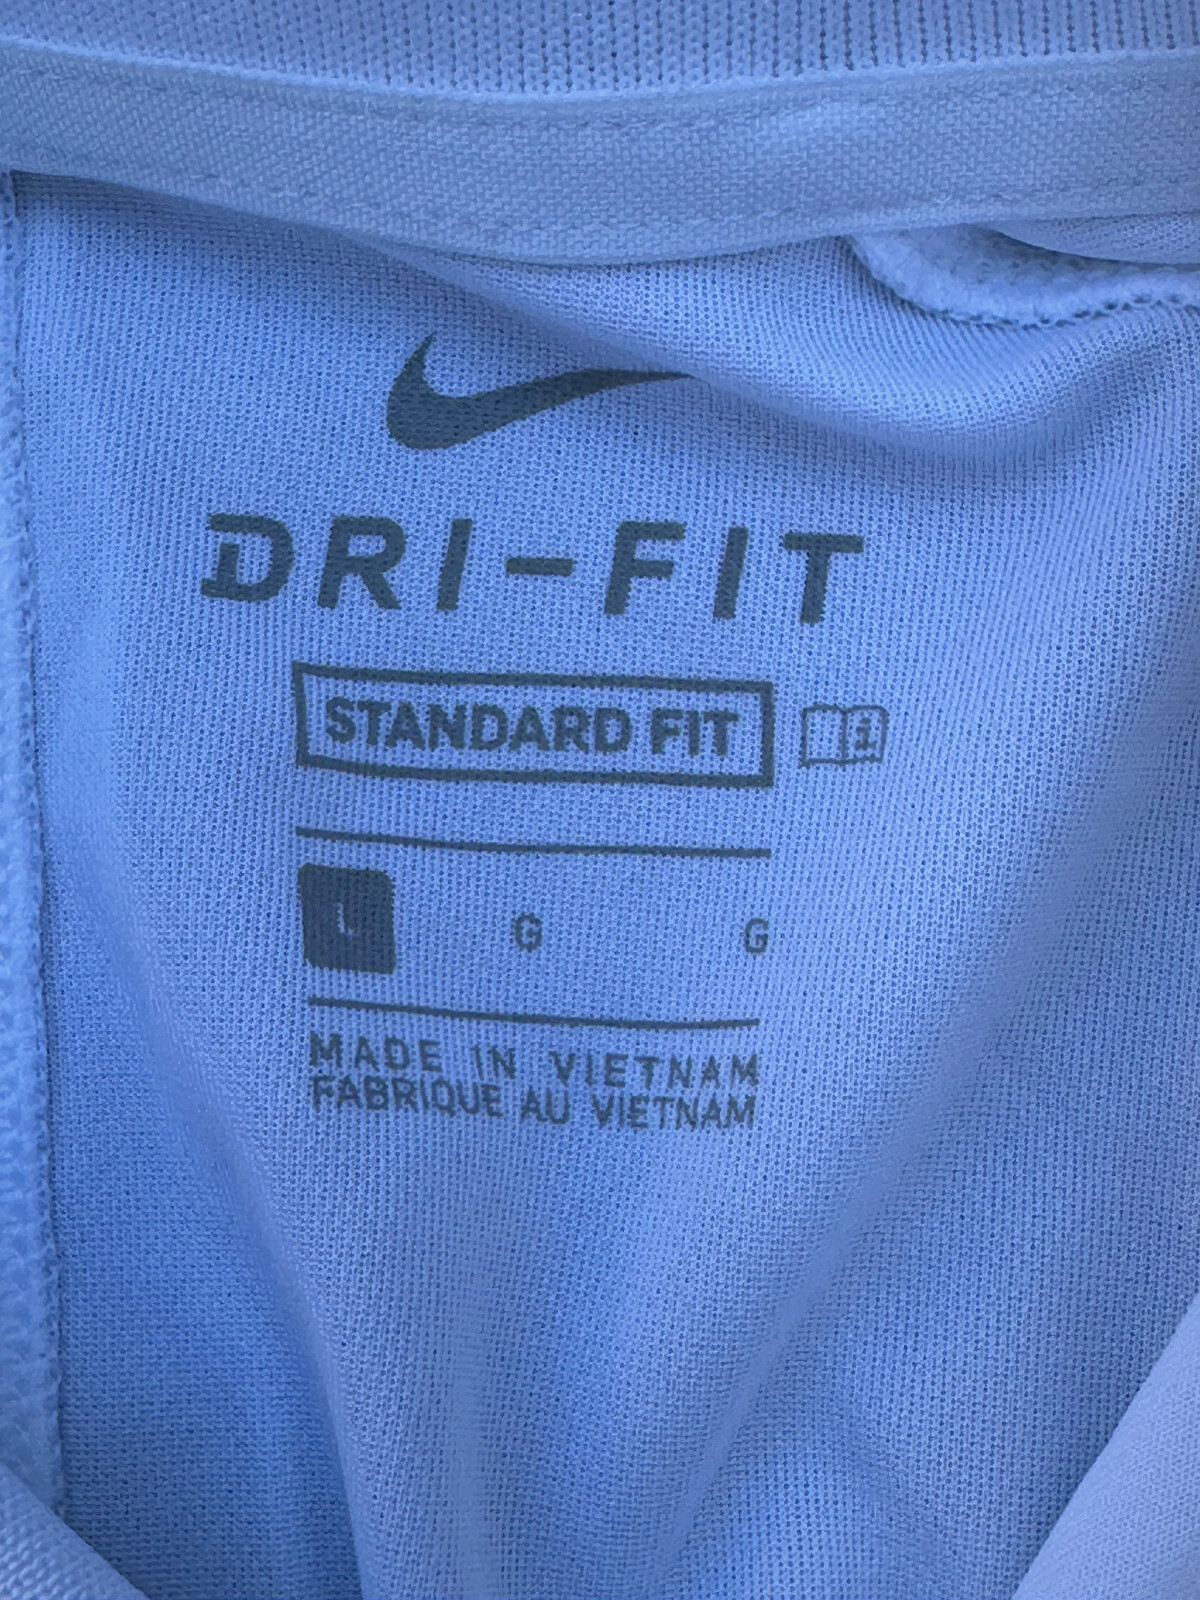 DRI-FIT
STANDARD FIT i
L G G
MADE IN VIETNAM
FABRIQUE AU VIETNAM